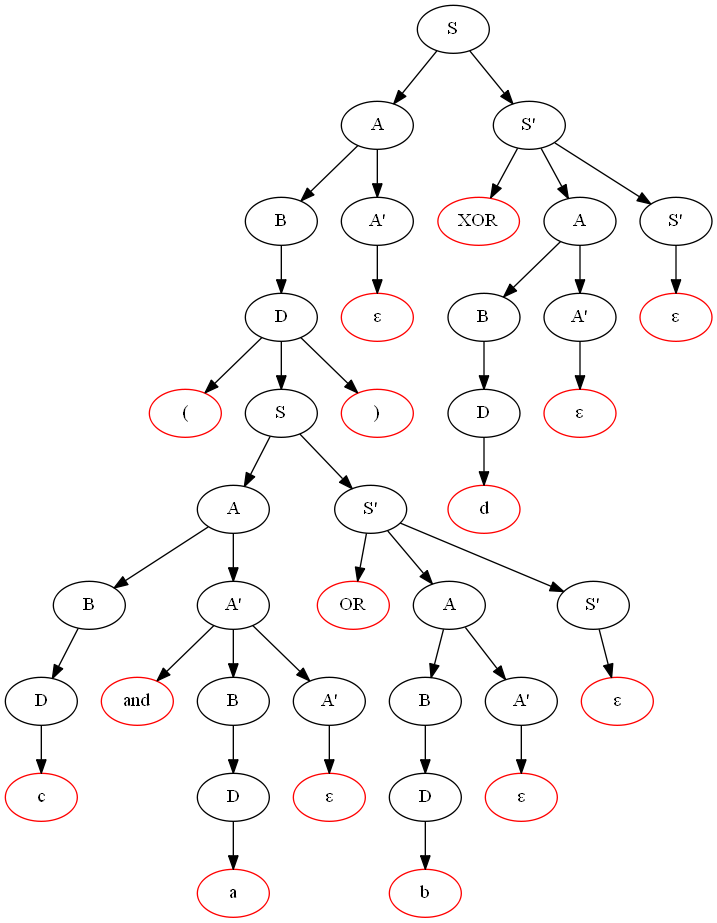 S
A S'
B A' XOR A S'
D ε B A' ε
( S ) D ε
A S' d
B A' OR A S'
D and B A' B A' ε
c D ε D ε
a b